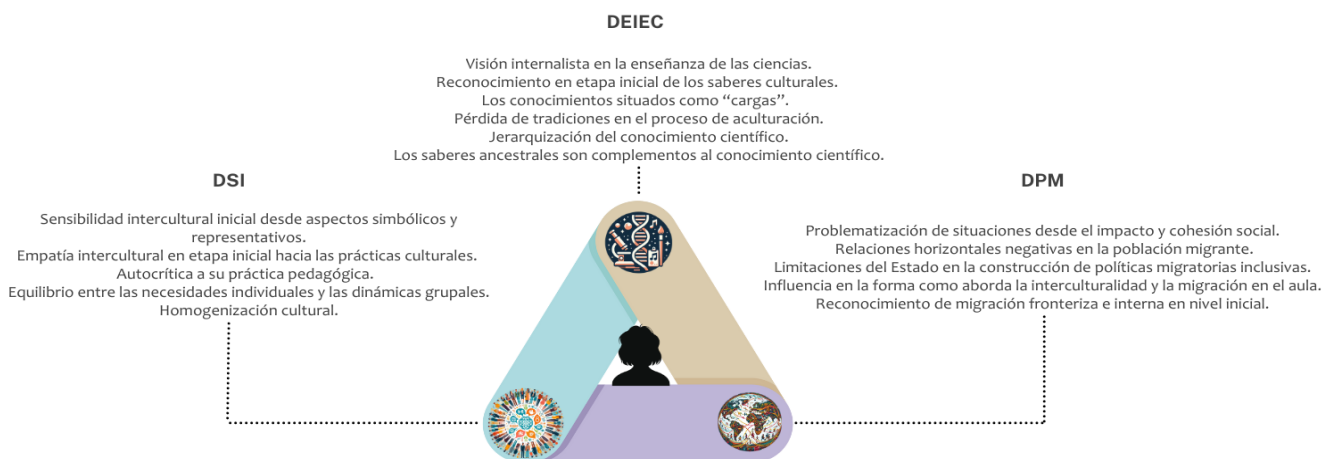 DEIEC
Visión internalista en la enseñanza de las ciencias.
Reconocimiento en etapa inicial de los saberes culturales.
Los conocimientos situados como “cargas”.
Pérdida de tradiciones en el proceso de aculturación.
Jerarquización del conocimiento científico.
Los saberes ancestrales son complementos al conocimiento científico.
DSI
Sensibilidad intercultural inicial desde aspectos simbólicos y
representativos.
Empatía intercultural en etapa inicial hacia las prácticas culturales.
Autocrítica a su práctica pedagógica.
Equilibrio entre las necesidades individuales y las dinámicas grupales.
Homogenización cultural.
DPM
Problematización de situaciones desde el impacto y cohesión social.
Relaciones horizontales negativas en la población migrante.
Limitaciones del Estado en la construcción de políticas migratorias inclusivas.
Influencia en la forma como aborda la interculturalidad y la migración en el aula.
Reconocimiento de migración fronteriza e interna en nivel inicial.